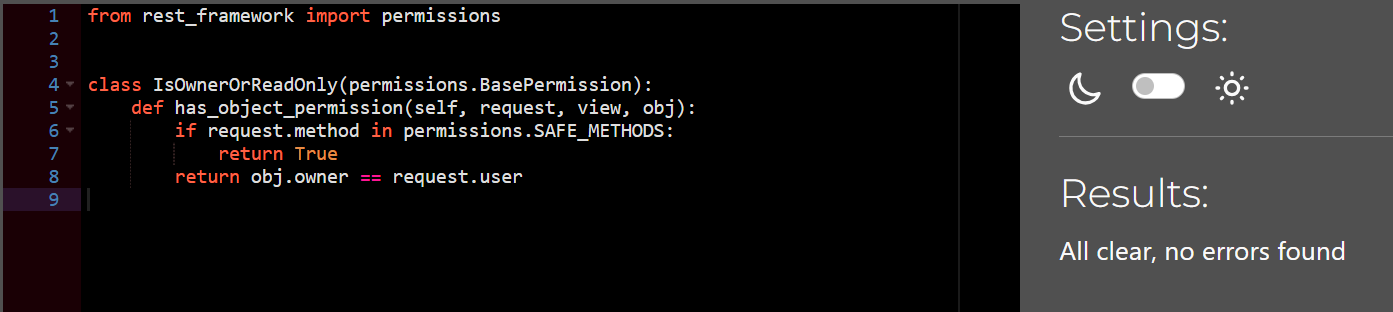 1 from rest_framework import permissions
2
3
4 class IsOwnerOrReadOnly(permissions.BasePermission):
5     def has_object_permission(self, request, view, obj):
6         if request.method in permissions.SAFE_METHODS:
7             return True
8         return obj.owner == request.user
9
Settings:
Results:
All clear, no errors found